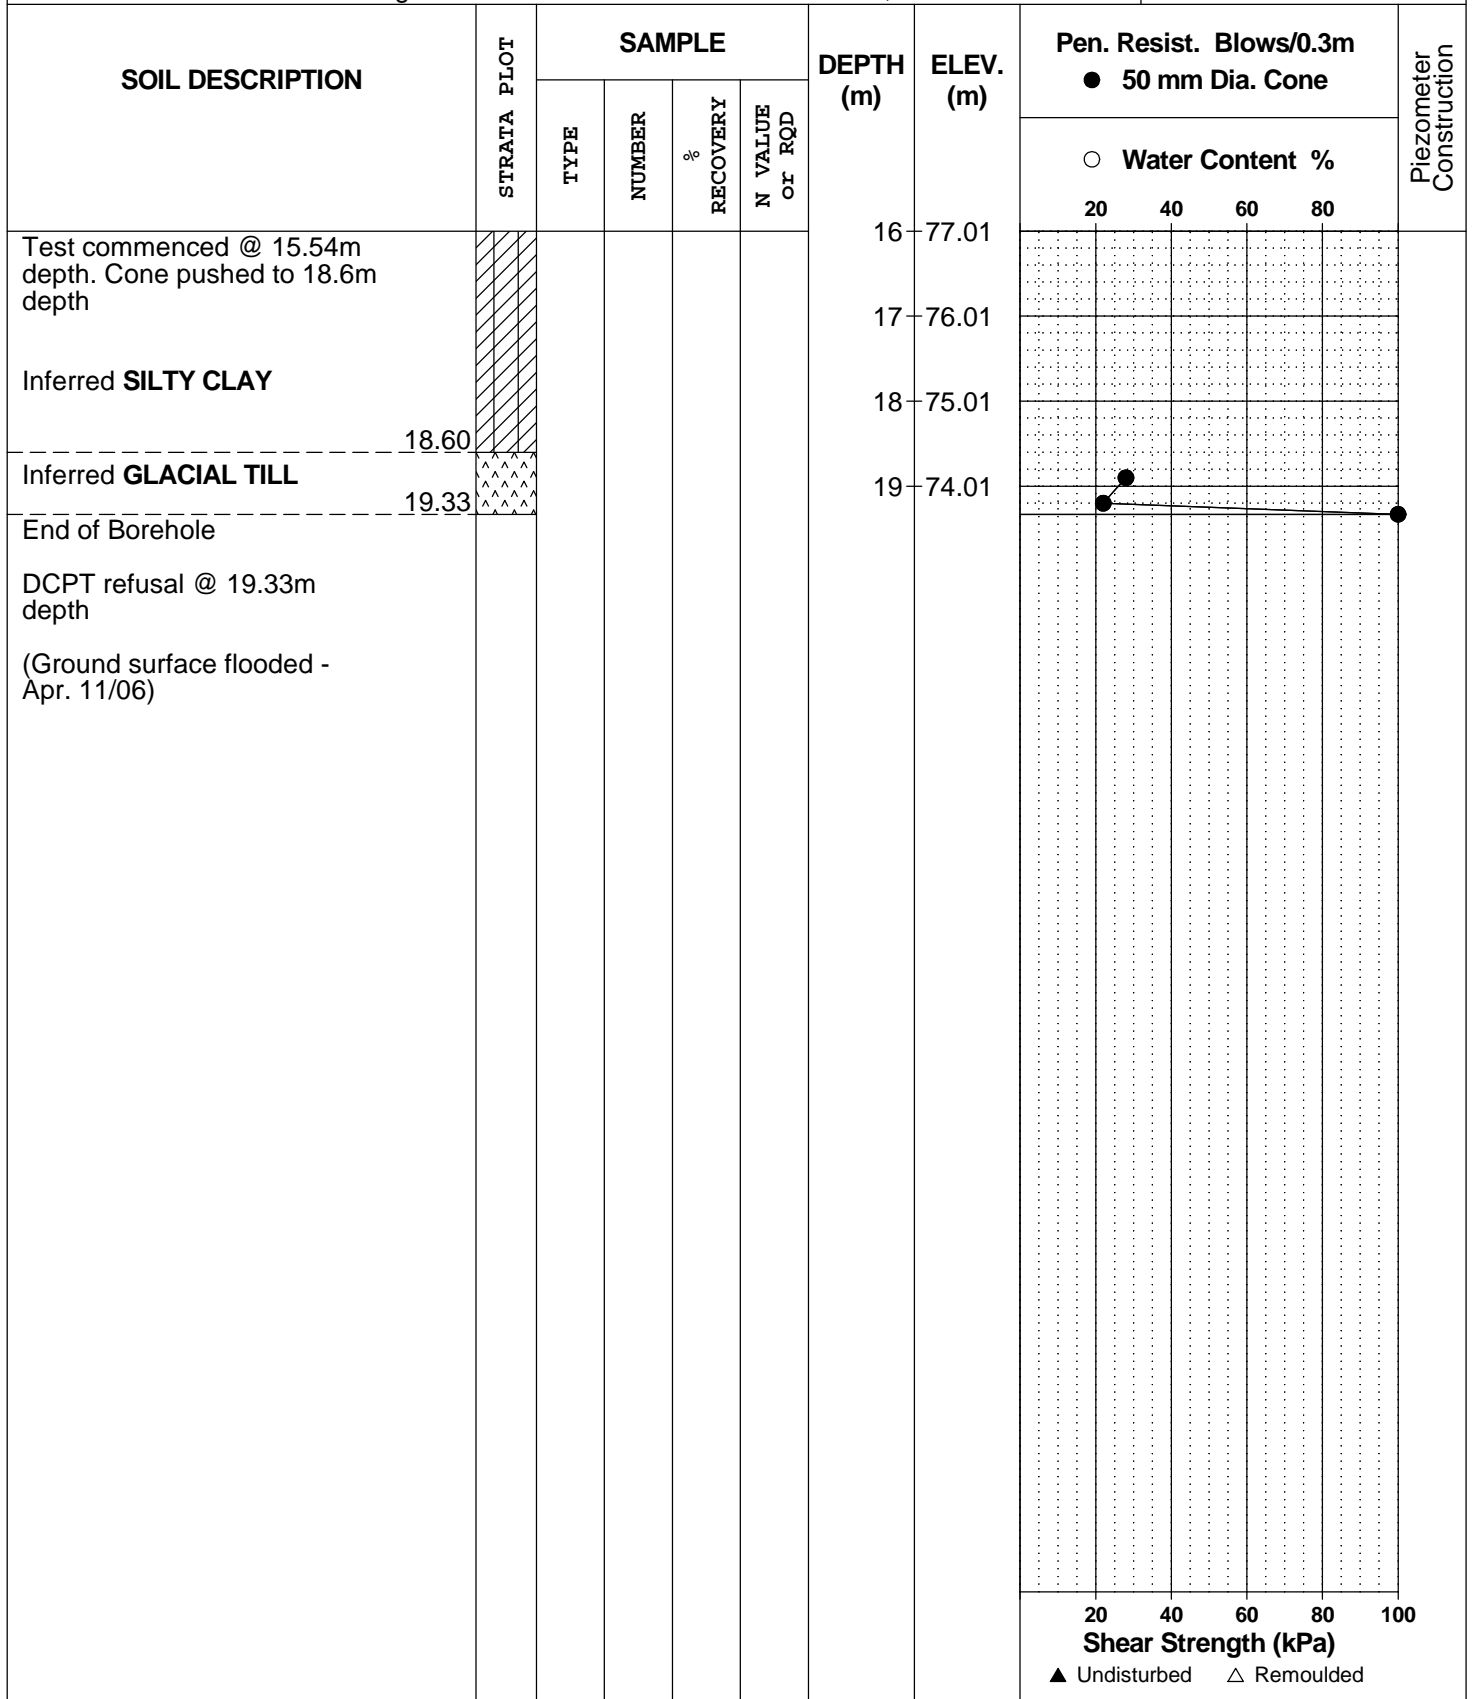 SOIL DESCRIPTION
STRATA PLOT
SAMPLE
TYPE
NUMBER
%
RECOVERY
N VALUE
or RQD
DEPTH
(m)
ELEV.
(m)
Pen. Resist. Blows/0.3m
● 50 mm Dia. Cone
○ Water Content %
20 40 60 80
Piezometer
Construction
Test commenced @ 15.54m
depth. Cone pushed to 18.6m
depth
16 77.01
17 76.01
Inferred SILTY CLAY
18 75.01
18.60
Inferred GLACIAL TILL
19 74.01
19.33
End of Borehole
DCPT refusal @ 19.33m
depth
(Ground surface flooded -
Apr. 11/06)
20 40 60 80 100
Shear Strength (kPa)
▲ Undisturbed △ Remoulded